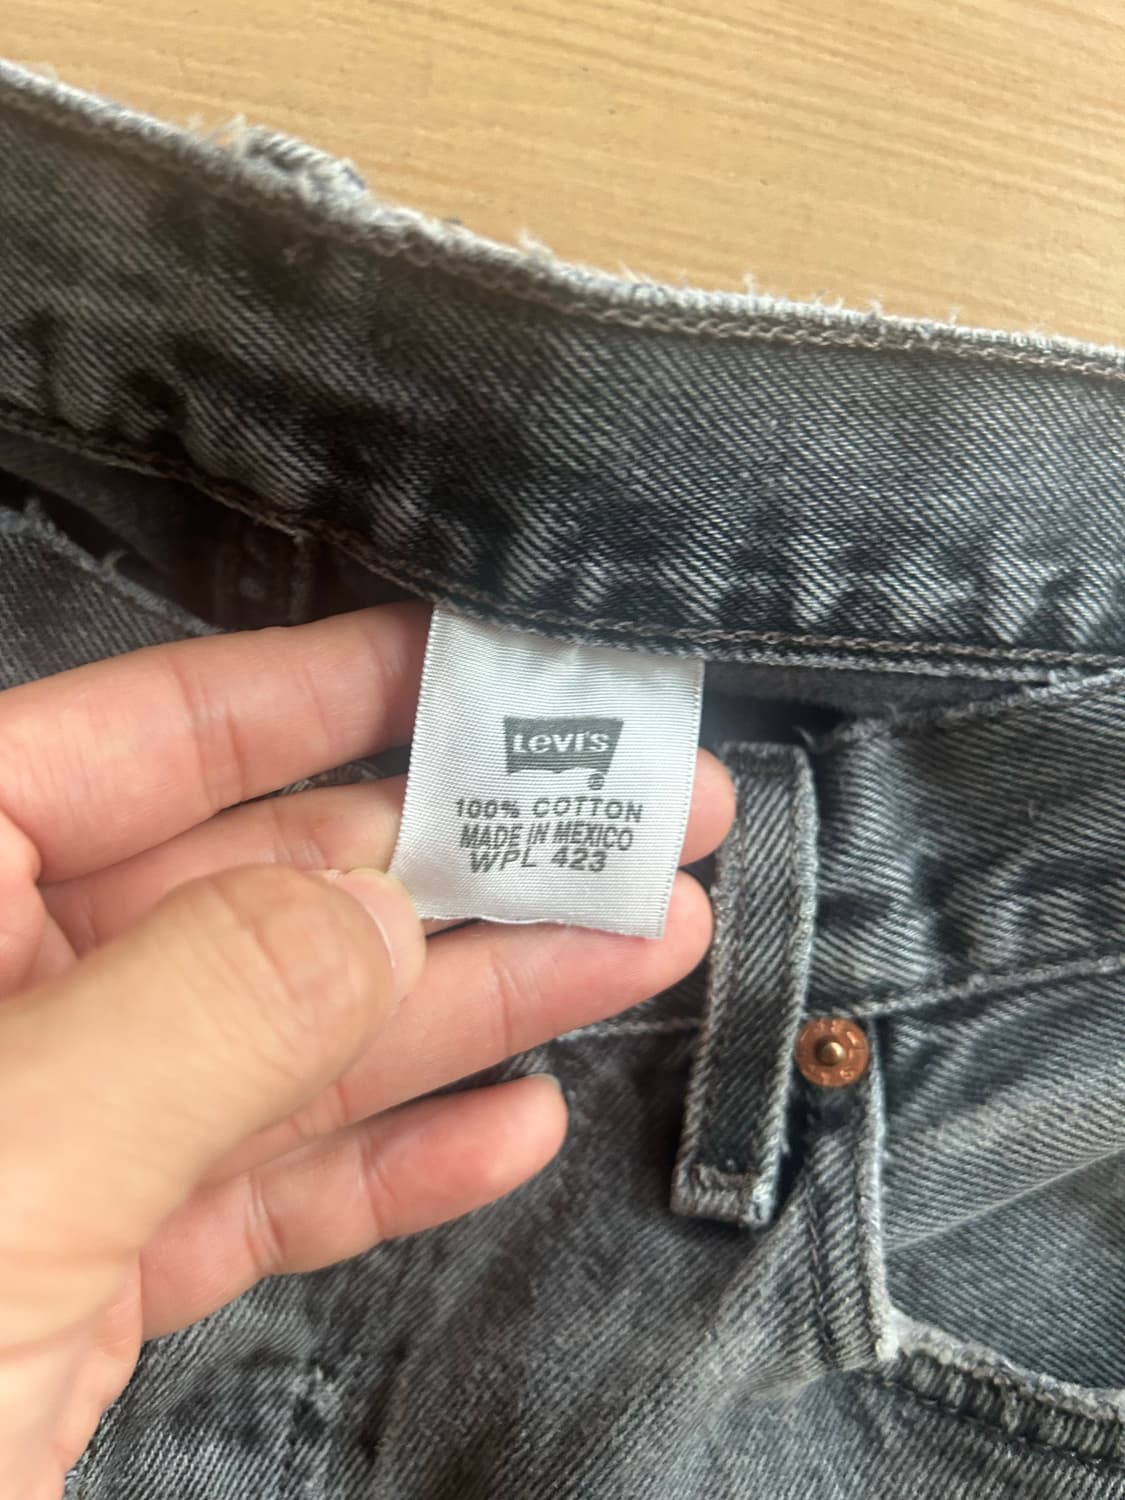 Levi's
®
100% COTTON
MADE IN MEXICO
WPL 423